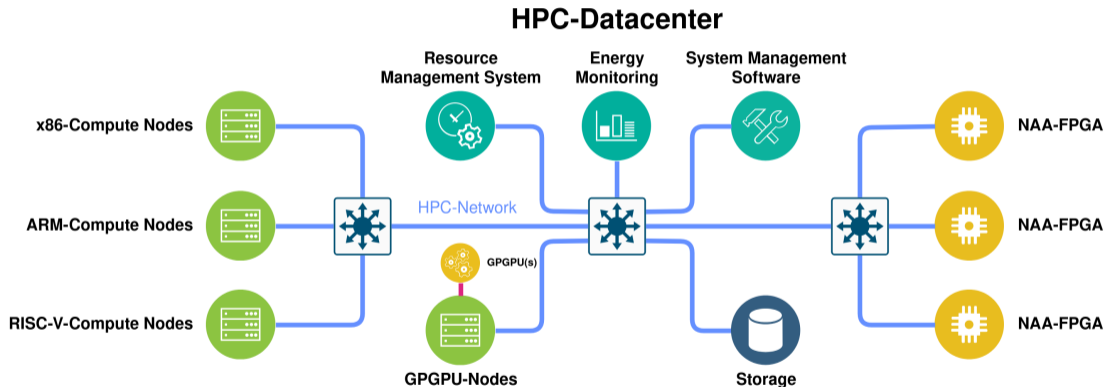 HPC-Datacenter
Resource
Management System
Energy
Monitoring
System Management
Software
x86-Compute Nodes
NAA-FPGA
HPC-Network
ARM-Compute Nodes
NAA-FPGA
GPGPU(s)
RISC-V-Compute Nodes
NAA-FPGA
GPGPU-Nodes
Storage